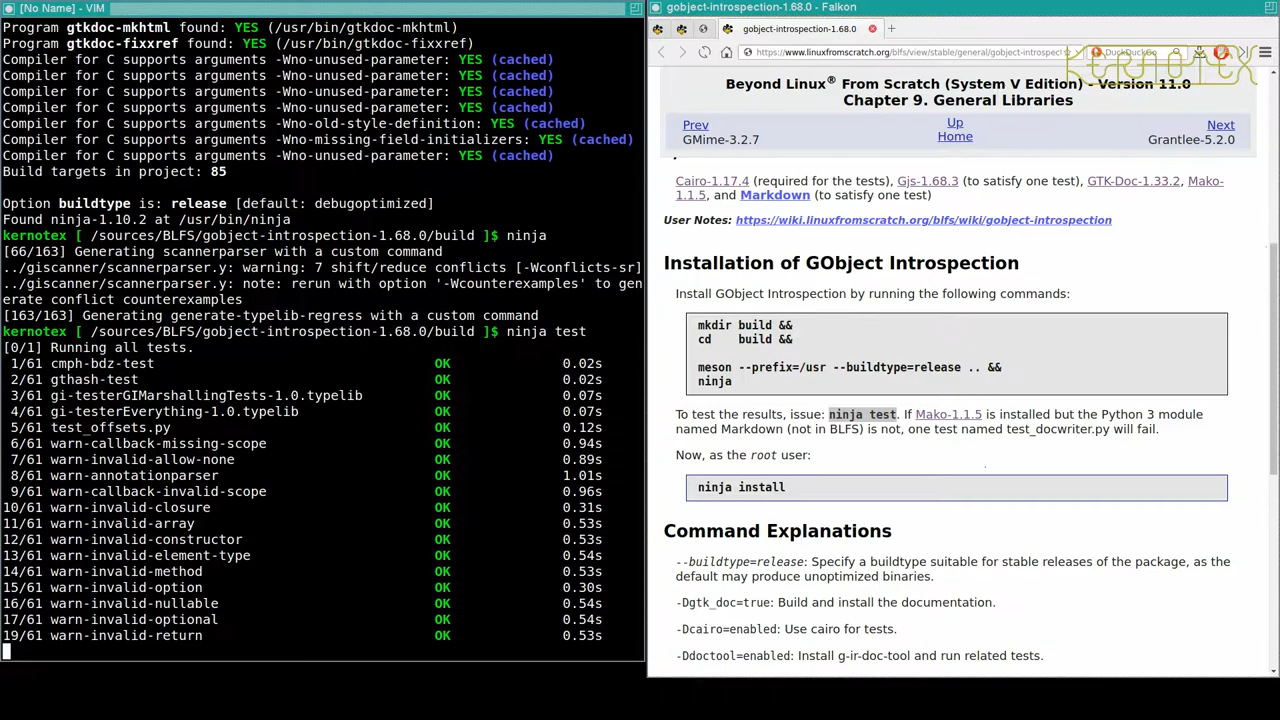 [No Name] - VIM
Program gtkdoc-mkhtml found: YES (/usr/bin/gtkdoc-mkhtml)
Program gtkdoc-fixxref found: YES (/usr/bin/gtkdoc-fixxref)
Compiler for C supports arguments -Wno-unused-parameter: YES (cached)
Compiler for C supports arguments -Wno-unused-parameter: YES (cached)
Compiler for C supports arguments -Wno-unused-parameter: YES (cached)
Compiler for C supports arguments -Wno-unused-parameter: YES (cached)
Compiler for C supports arguments -Wno-old-style-definition: YES (cached)
Compiler for C supports arguments -Wno-missing-field-initializers: YES (cached)
Compiler for C supports arguments -Wno-unused-parameter: YES (cached)
Build targets in project: 85
Option buildtype is: release [default: debugoptimized]
Found ninja-1.10.2 at /usr/bin/ninja
kernotex [ /sources/BLFS/gobject-introspection-1.68.0/build ]$ ninja
[66/163] Generating scannerparser with a custom command
../giscanner/scannerparser.y: warning: 7 shift/reduce conflicts [-Wconflicts-sr]
../giscanner/scannerparser.y: note: rerun with option '-Wcounterexamples' to gen
erate conflict counterexamples
[163/163] Generating generate-typelib-regress with a custom command
kernotex [ /sources/BLFS/gobject-introspection-1.68.0/build ]$ ninja test
[0/1] Running all tests.
1/61 cmph-bdz-test OK 0.02s
2/61 gthash-test OK 0.02s
3/61 gi-testerGIMarshallingTests-1.0.typelib OK 0.07s
4/61 gi-testerEverything-1.0.typelib OK 0.07s
5/61 test_offsets.py OK 0.12s
6/61 warn-callback-missing-scope OK 0.94s
7/61 warn-invalid-allow-none OK 0.89s
8/61 warn-annotationparser OK 1.01s
9/61 warn-callback-invalid-scope OK 0.96s
10/61 warn-invalid-closure OK 0.31s
11/61 warn-invalid-array OK 0.53s
12/61 warn-invalid-constructor OK 0.53s
13/61 warn-invalid-element-type OK 0.54s
14/61 warn-invalid-method OK 0.53s
15/61 warn-invalid-option OK 0.30s
16/61 warn-invalid-nullable OK 0.54s
17/61 warn-invalid-optional OK 0.54s
19/61 warn-invalid-return OK 0.53s
gobject-introspection-1.68.0 - Falkon
gobject-introspection-1.68.0
https://www.linuxfromscratch.org/blfs/view/stable/general/gobject-introspect
DuckDuckGo
KERNOTEX
Beyond Linux® From Scratch (System V Edition) - Version 11.0
Chapter 9. General Libraries
Prev Up Next
GMime-3.2.7 Home Grantlee-5.2.0
Cairo-1.17.4 (required for the tests), Gjs-1.68.3 (to satisfy one test), GTK-Doc-1.33.2, Mako-
1.1.5, and Markdown (to satisfy one test)
User Notes: https://wiki.linuxfromscratch.org/blfs/wiki/gobject-introspection
Installation of GObject Introspection
Install GObject Introspection by running the following commands:
mkdir build &&
cd    build &&
meson --prefix=/usr --buildtype=release .. &&
ninja
To test the results, issue: ninja test. If Mako-1.1.5 is installed but the Python 3 module
named Markdown (not in BLFS) is not, one test named test_docwriter.py will fail.
Now, as the root user:
ninja install
Command Explanations
--buildtype=release: Specify a buildtype suitable for stable releases of the package, as the
default may produce unoptimized binaries.
-Dgtk_doc=true: Build and install the documentation.
-Dcairo=enabled: Use cairo for tests.
-Ddoctool=enabled: Install g-ir-doc-tool and run related tests.